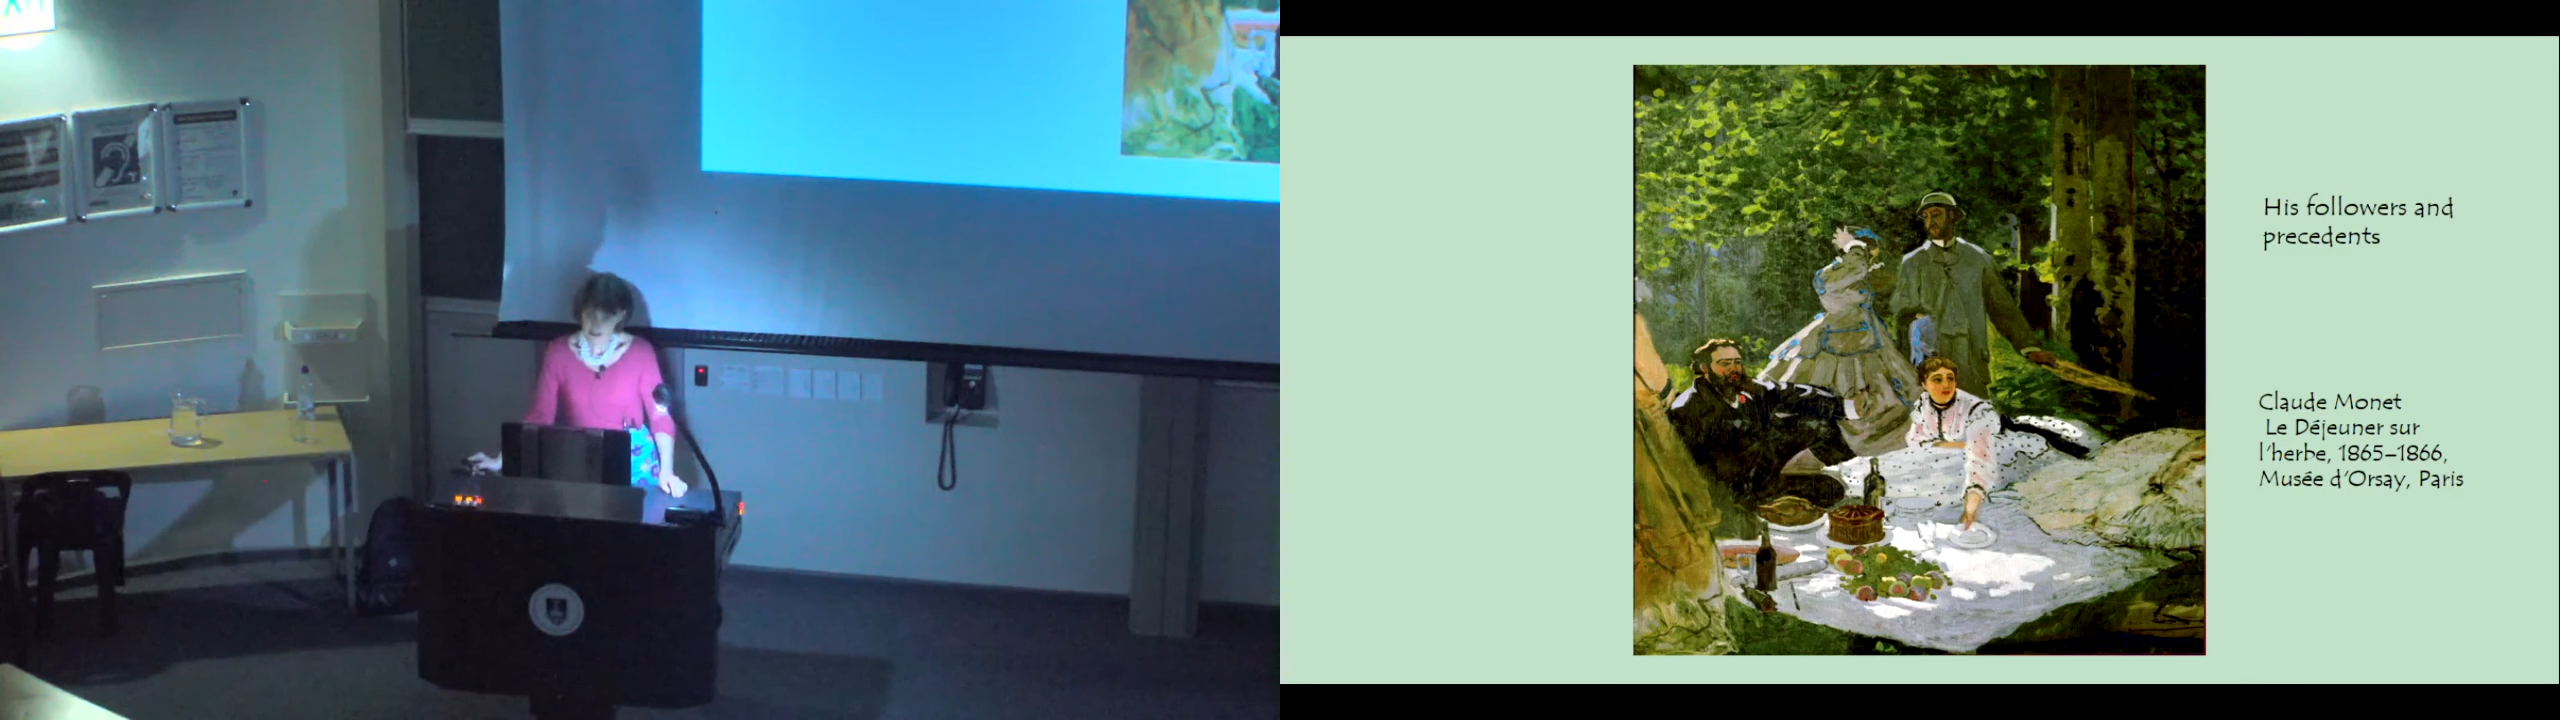 His followers and
precedents
Claude Monet
Le Déjeuner sur
l'herbe, 1865–1866,
Musée d'Orsay, Paris